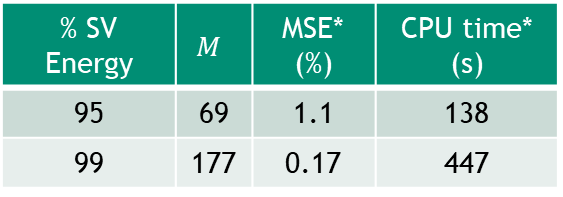 % SV Energy M MSE* (%) CPU time* (s)
95 69 1.1 138
99 177 0.17 447